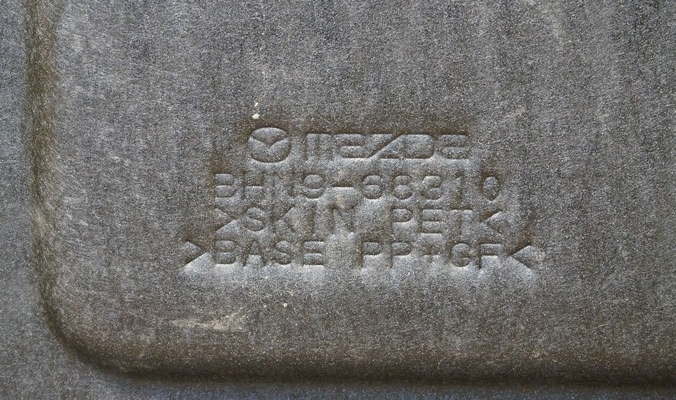 mazda
BHN9-68310
>SKIN PET<
>BASE PP+GF<